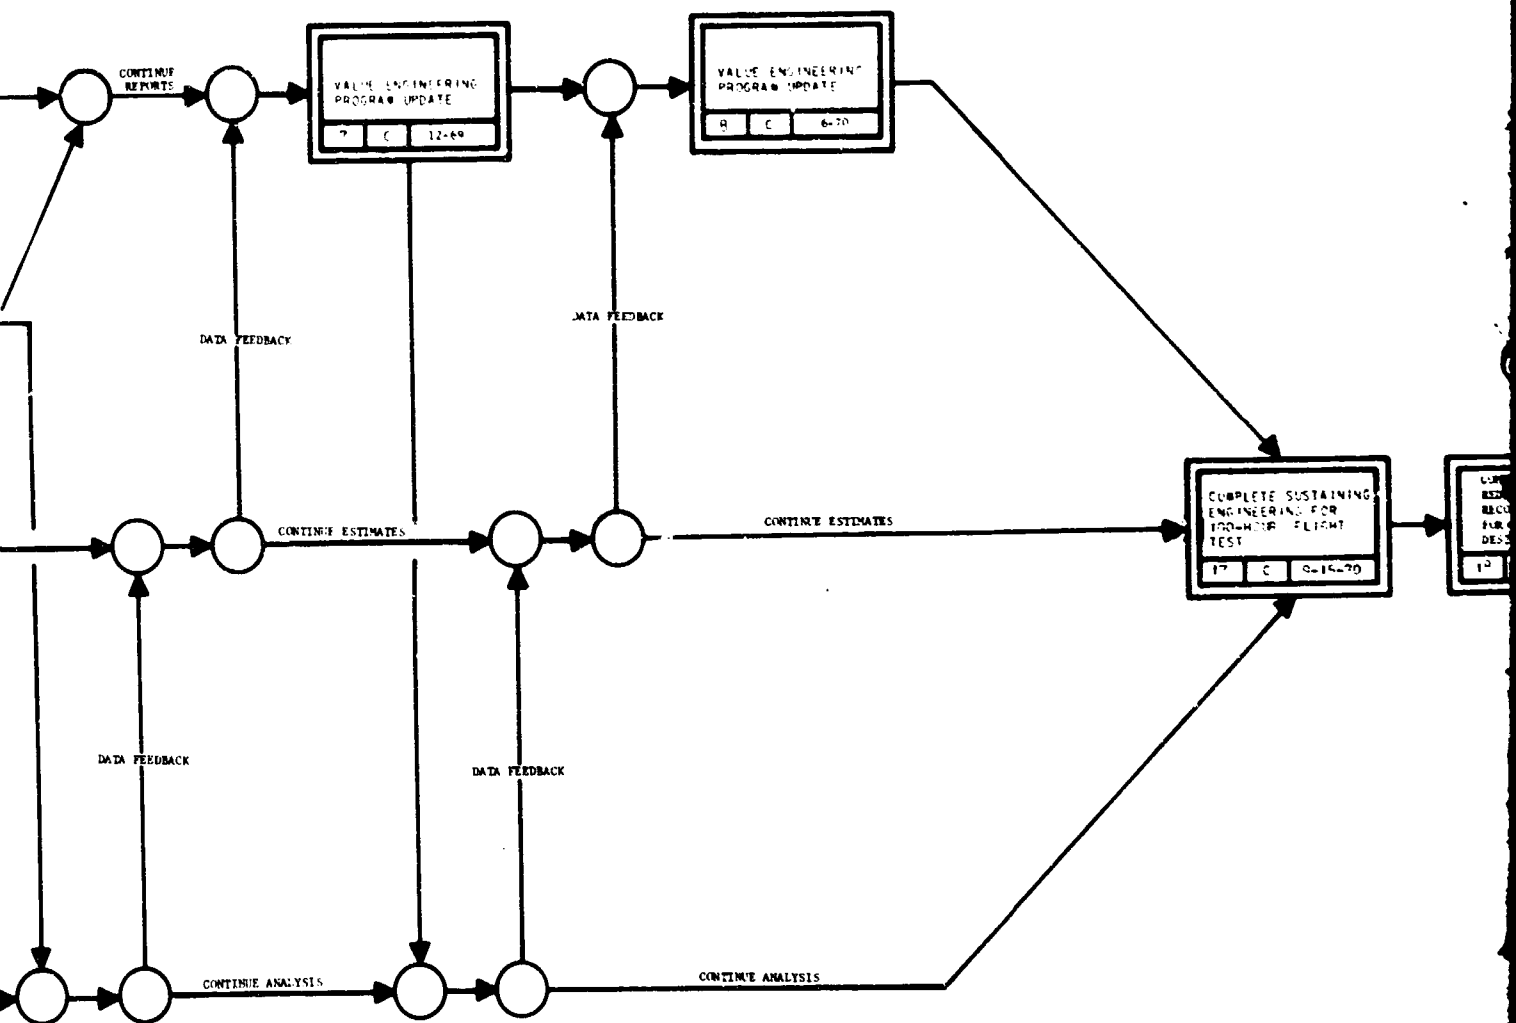 CONTINUE
REPORTS
VALUE ENGINEERING
PROGRAM UPDATE
7 C 12-69
VALUE ENGINEERING
PROGRAM UPDATE
8 C 6-70
DATA FEEDBACK
DATA FEEDBACK
CONTINUE ESTIMATES
CONTINUE ESTIMATES
COMPLETE SUSTAINING
ENGINEERING FOR
100-HOUR FLIGHT
TEST
17 C 9-15-70
DATA FEEDBACK
DATA FEEDBACK
CONTINUE ANALYSIS
CONTINUE ANALYSIS